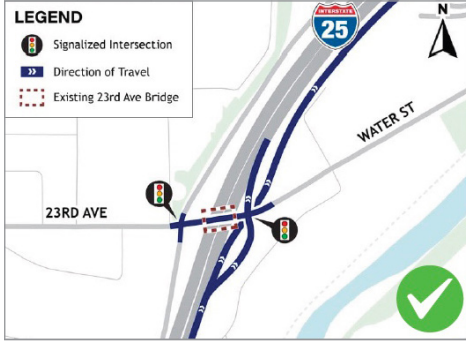 LEGEND
Signalized Intersection
Direction of Travel
Existing 23rd Ave Bridge
INTERSTATE
25
N
WATER ST
23RD AVE